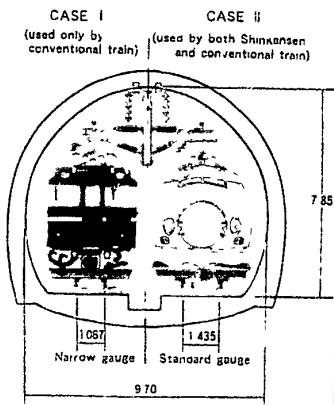 CASE I
(used only by
conventional train)
CASE II
(used by both Shinkansen
and conventional train)
7.85
1 067
1 435
Narrow gauge
Standard gauge
9 70